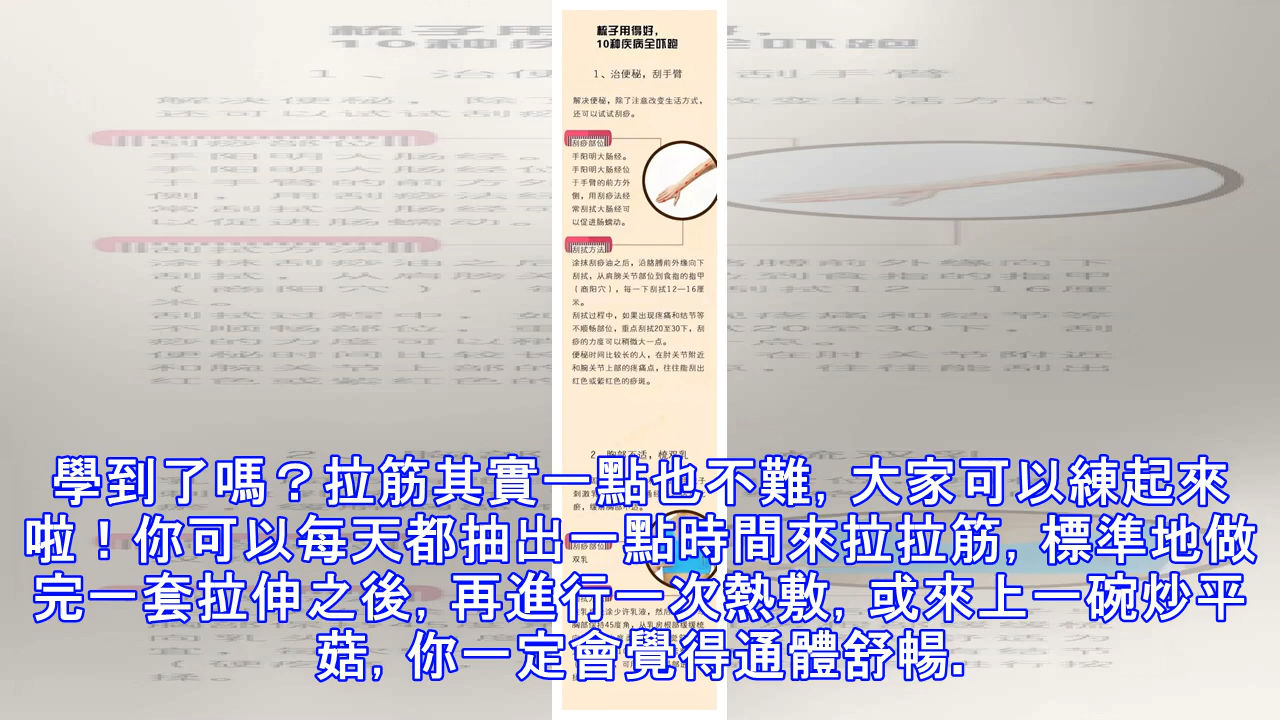 梳子用得好,
10种疾病全吓跑
1、治便秘，刮手臂
解决便秘，除了注意改变生活方式，
还可以试试刮痧。
刮痧部位
手阳明大肠经。
手阳明大肠经位
于手臂的前方外
侧，用刮痧法经
常刮拭大肠经可
以促进肠蠕动。
刮拭方法
涂抹刮痧油之后，沿胳膊前外缘向下
刮拭，从肩膀关节部位到食指的指甲
（商阳穴），每一下刮拭12—16厘
米。
刮拭过程中，如果出现疼痛和结节等
不顺畅部位，重点刮拭20至30下，刮
痧的力度可以稍微大一点。
便秘时间比较长的人，在肘关节附近
和腕关节上部的疼痛点，往往能刮出
红色或紫红色的痧斑。
2、胸部不适，梳双乳
刮痧部位
双乳
學到了嗎？拉筋其實一點也不難, 大家可以練起來
啦！你可以每天都抽出一點時間來拉拉筋, 標準地做
完一套拉伸之後, 再進行一次熱敷, 或來上一碗炒平
菇, 你一定會覺得通體舒暢.